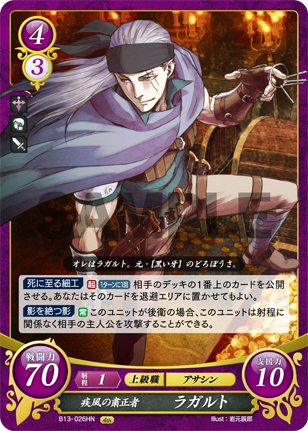 4
3
SAMPLE
オレはラガルト。元・【黒い牙】のどろぼうさ。
死に至る細工 起 1ターンに1回 相手のデッキの1番上のカードを公開
させる。あなたはそのカードを退避エリアに置かせてもよい。
影を絶つ影 常 このユニットが後衛の場合、このユニットは射程に
関係なく相手の主人公を攻撃することができる。
戦闘力
70
射程 1 上級職 アサシン
支援力
10
疾風の粛正者 ラガルト
B13-026HN
Illust:岩元辰郎